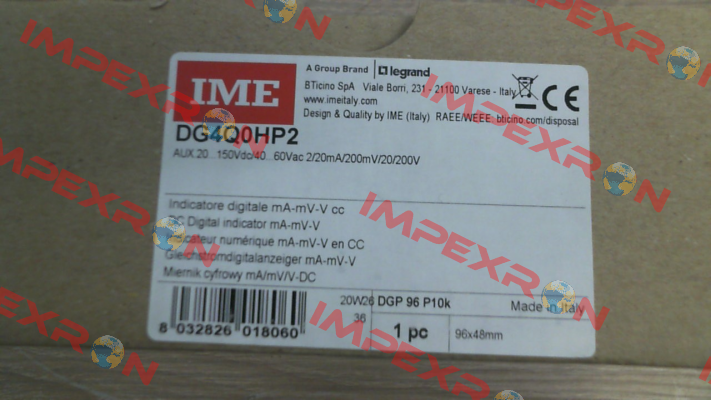 IME
A Group Brand
legrand
BTicino SpA Viale Borri, 231 - 21100 Varese - Italy
www.imeitaly.com
Design & Quality by IME (Italy) RAEE/WEEE: bticino.com/disposal
CE
DG4Q0HP2
AUX 20...150Vdc/40...60Vac 2/20mA/200mV/20/200V
Indicatore digitale mA-mV-V cc
DC Digital indicator mA-mV-V
Indicateur numérique mA-mV-V en CC
Gleichstromdigitalanzeiger mA-mV-V
Miernik cyfrowy mA/mV/V-DC
20W26 DGP 96 P10k Made in Italy
36
1 pc 96x48mm
8 032826 018060
IMPEXRON
IMPEXRON
IMPEXRON
IMPEXRON
IMPEXRON